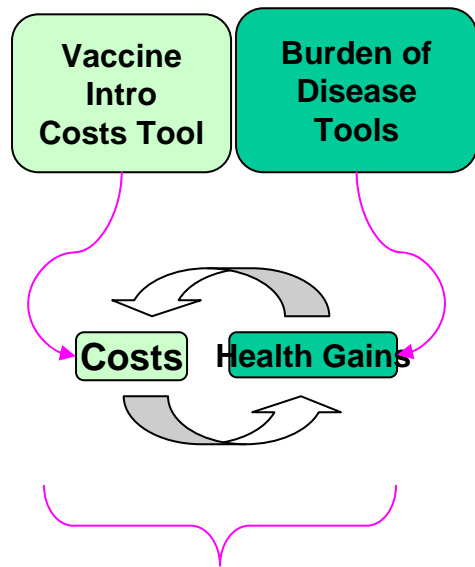 Vaccine
Intro
Costs Tool
Burden of
Disease
Tools
Costs
Health Gains